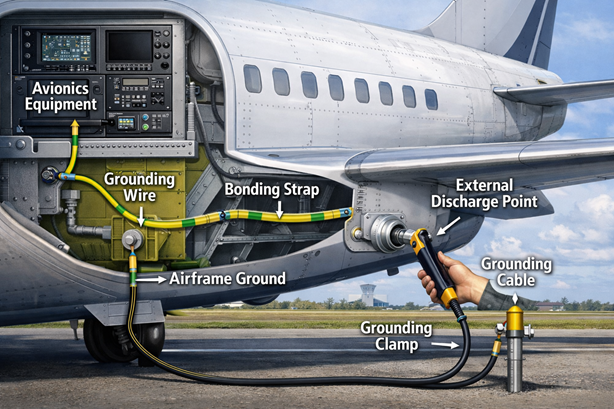 Avionics
Equipment
Grounding
Wire
Bonding Strap
External
Discharge Point
Airframe Ground
Grounding
Cable
Grounding
Clamp